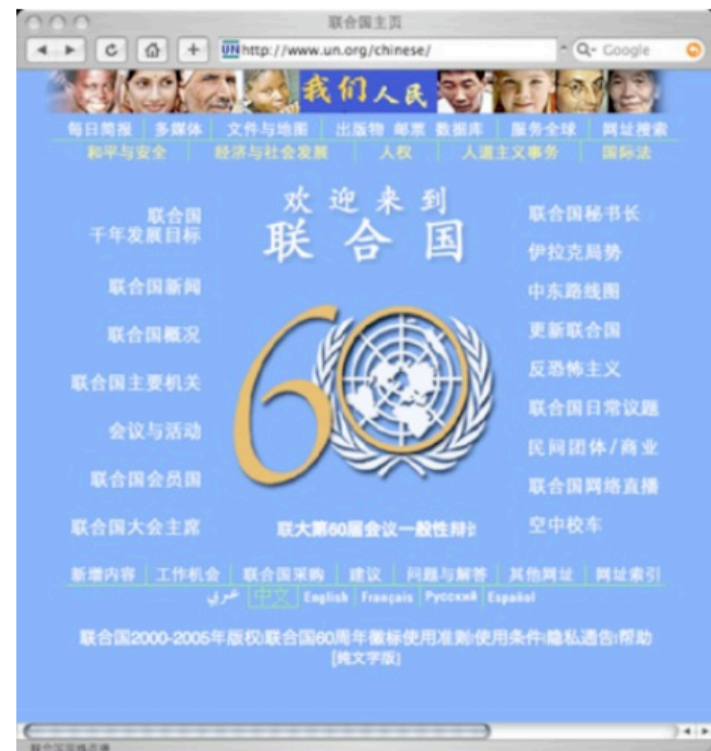 联合国主页
UN http://www.un.org/chinese/ Google
我们人民
每日简报 多媒体 文件与地图 出版物 邮票 数据库 服务全球 网址搜索
和平与安全 经济与社会发展 人权 人道主义事务 国际法
欢迎来到
联合国
联合国
千年发展目标
联合国新闻
联合国概况
联合国主要机关
会议与活动
联合国会员国
联合国大会主席
60
联合国秘书长
伊拉克局势
中东路线图
更新联合国
反恐怖主义
联合国日常议题
民间团体/商业
联合国网络直播
空中校车
联大第60届会议一般性辩
新增内容 工作机会 联合国采购 建议 问题与解答 其他网址 网址索引
عربي 中文 English Français Русский Español
联合国2000-2005年版权|联合国60周年徽标使用准则|使用条件|隐私通告|帮助
[纯文字版]